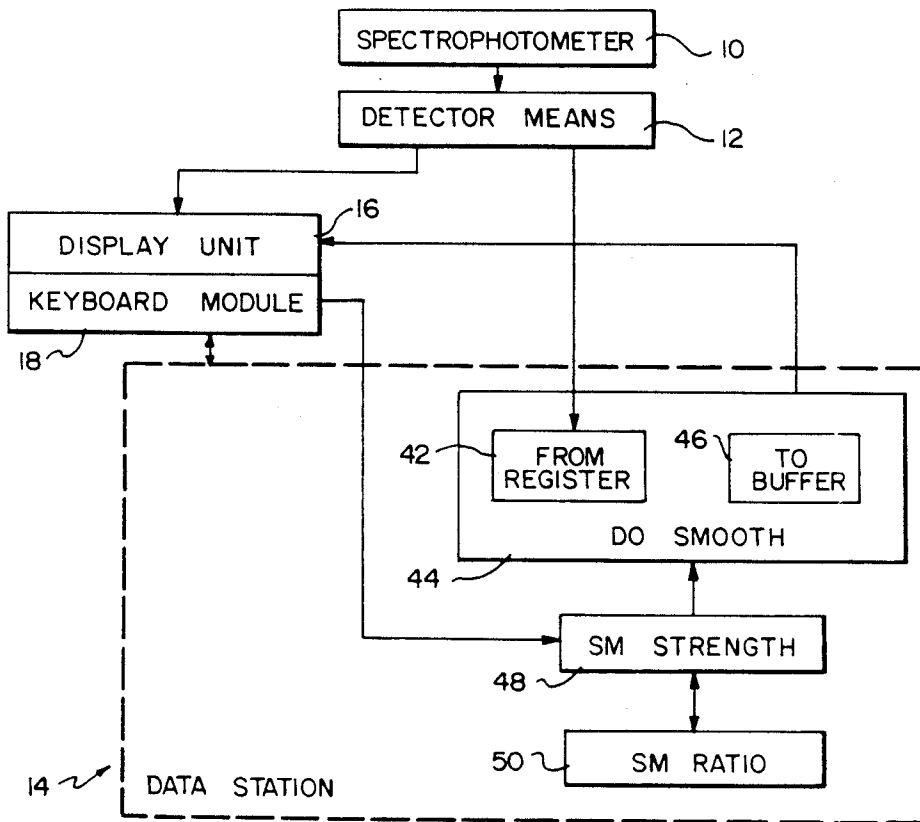 SPECTROPHOTOMETER
10
DETECTOR MEANS
12
16
DISPLAY UNIT
KEYBOARD MODULE
18
42
FROM
REGISTER
46
TO
BUFFER
DO SMOOTH
44
SM STRENGTH
48
50
SM RATIO
14
DATA STATION